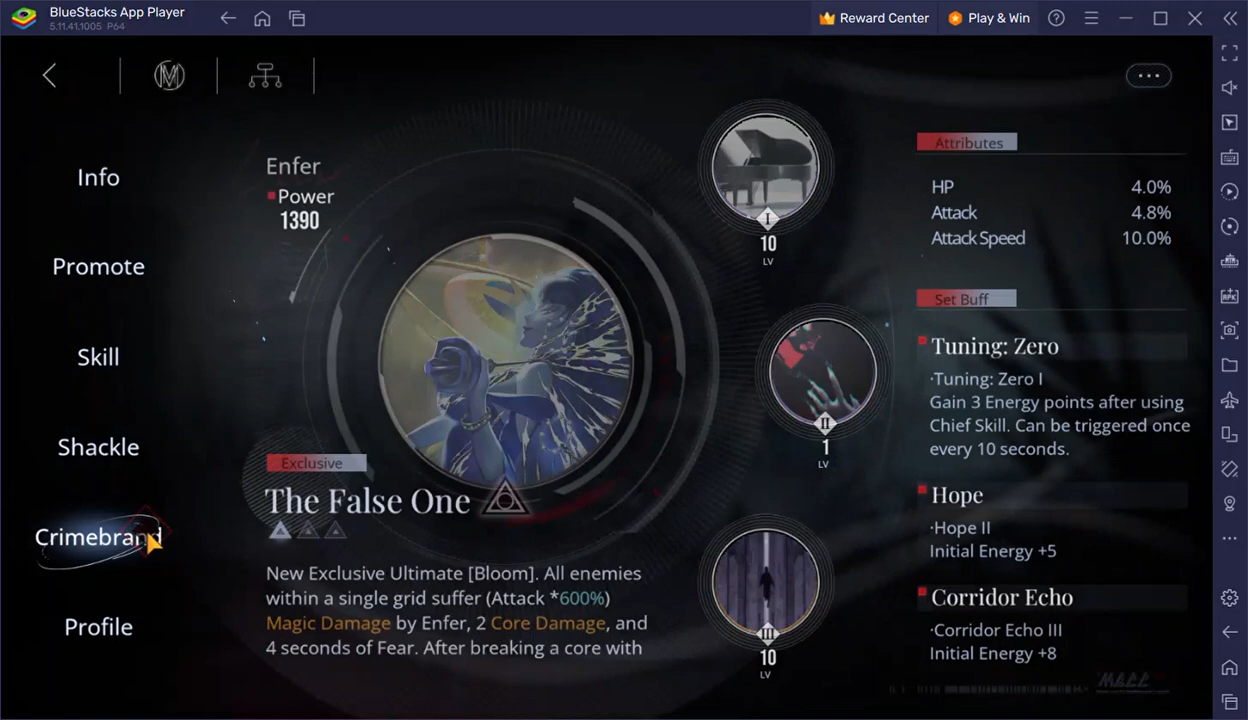 BlueStacks App Player
5.11.41.1005 P64
Reward Center
Play & Win
Info
Promote
Skill
Shackle
Crimebrand
Profile
Enfer
Power
1390
Exclusive
The False One
New Exclusive Ultimate [Bloom]. All enemies
within a single grid suffer (Attack *600%)
Magic Damage by Enfer, 2 Core Damage, and
4 seconds of Fear. After breaking a core with
I
10
LV
II
1
LV
III
10
LV
Attributes
HP 4.0%
Attack 4.8%
Attack Speed 10.0%
Set Buff
Tuning: Zero
·Tuning: Zero I
Gain 3 Energy points after using
Chief Skill. Can be triggered once
every 10 seconds.
Hope
·Hope II
Initial Energy +5
Corridor Echo
·Corridor Echo III
Initial Energy +8